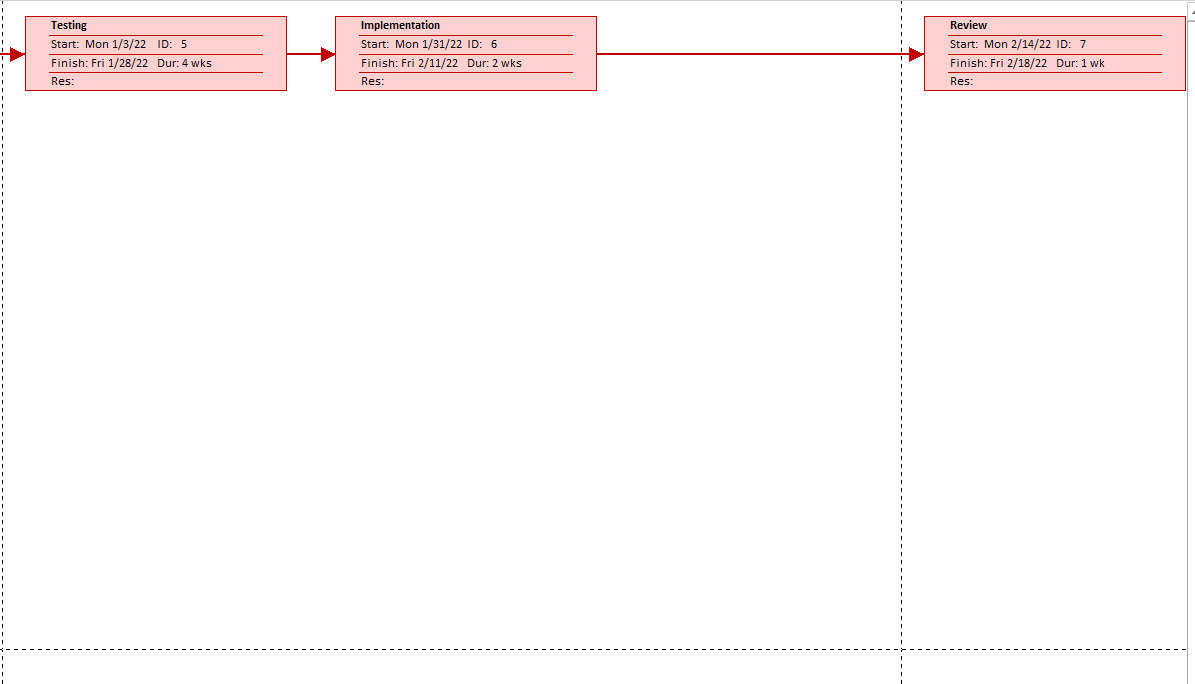 Testing
Start: Mon 1/3/22 ID: 5
Finish: Fri 1/28/22 Dur: 4 wks
Res:
Implementation
Start: Mon 1/31/22 ID: 6
Finish: Fri 2/11/22 Dur: 2 wks
Res:
Review
Start: Mon 2/14/22 ID: 7
Finish: Fri 2/18/22 Dur: 1 wk
Res: